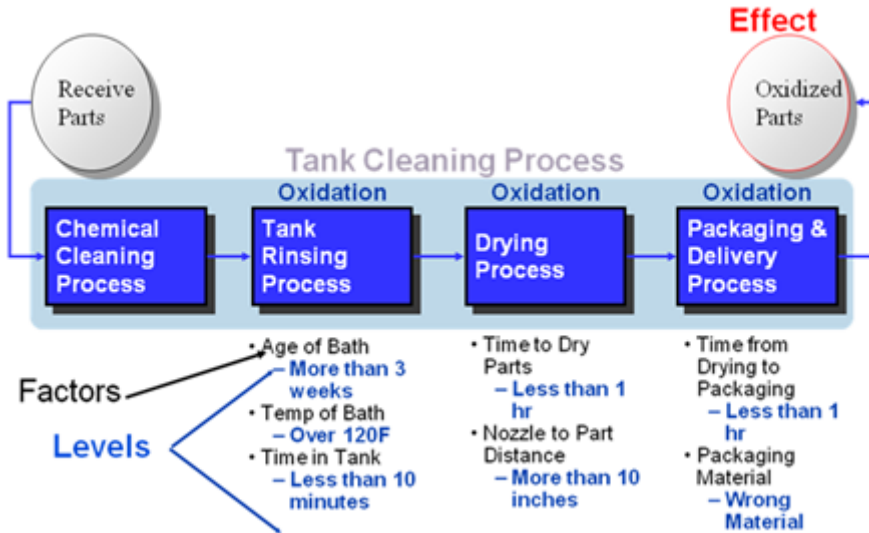 Effect
Receive
Parts
Oxidized
Parts
Tank Cleaning Process
Oxidation
Oxidation
Oxidation
Chemical
Cleaning
Process
Tank
Rinsing
Process
Drying
Process
Packaging &
Delivery
Process
Factors
Levels
• Age of Bath
– More than 3
weeks
• Temp of Bath
– Over 120F
• Time in Tank
– Less than 10
minutes
• Time to Dry
Parts
– Less than 1
hr
• Nozzle to Part
Distance
– More than 10
inches
• Time from
Drying to
Packaging
– Less than 1
hr
• Packaging
Material
– Wrong
Material